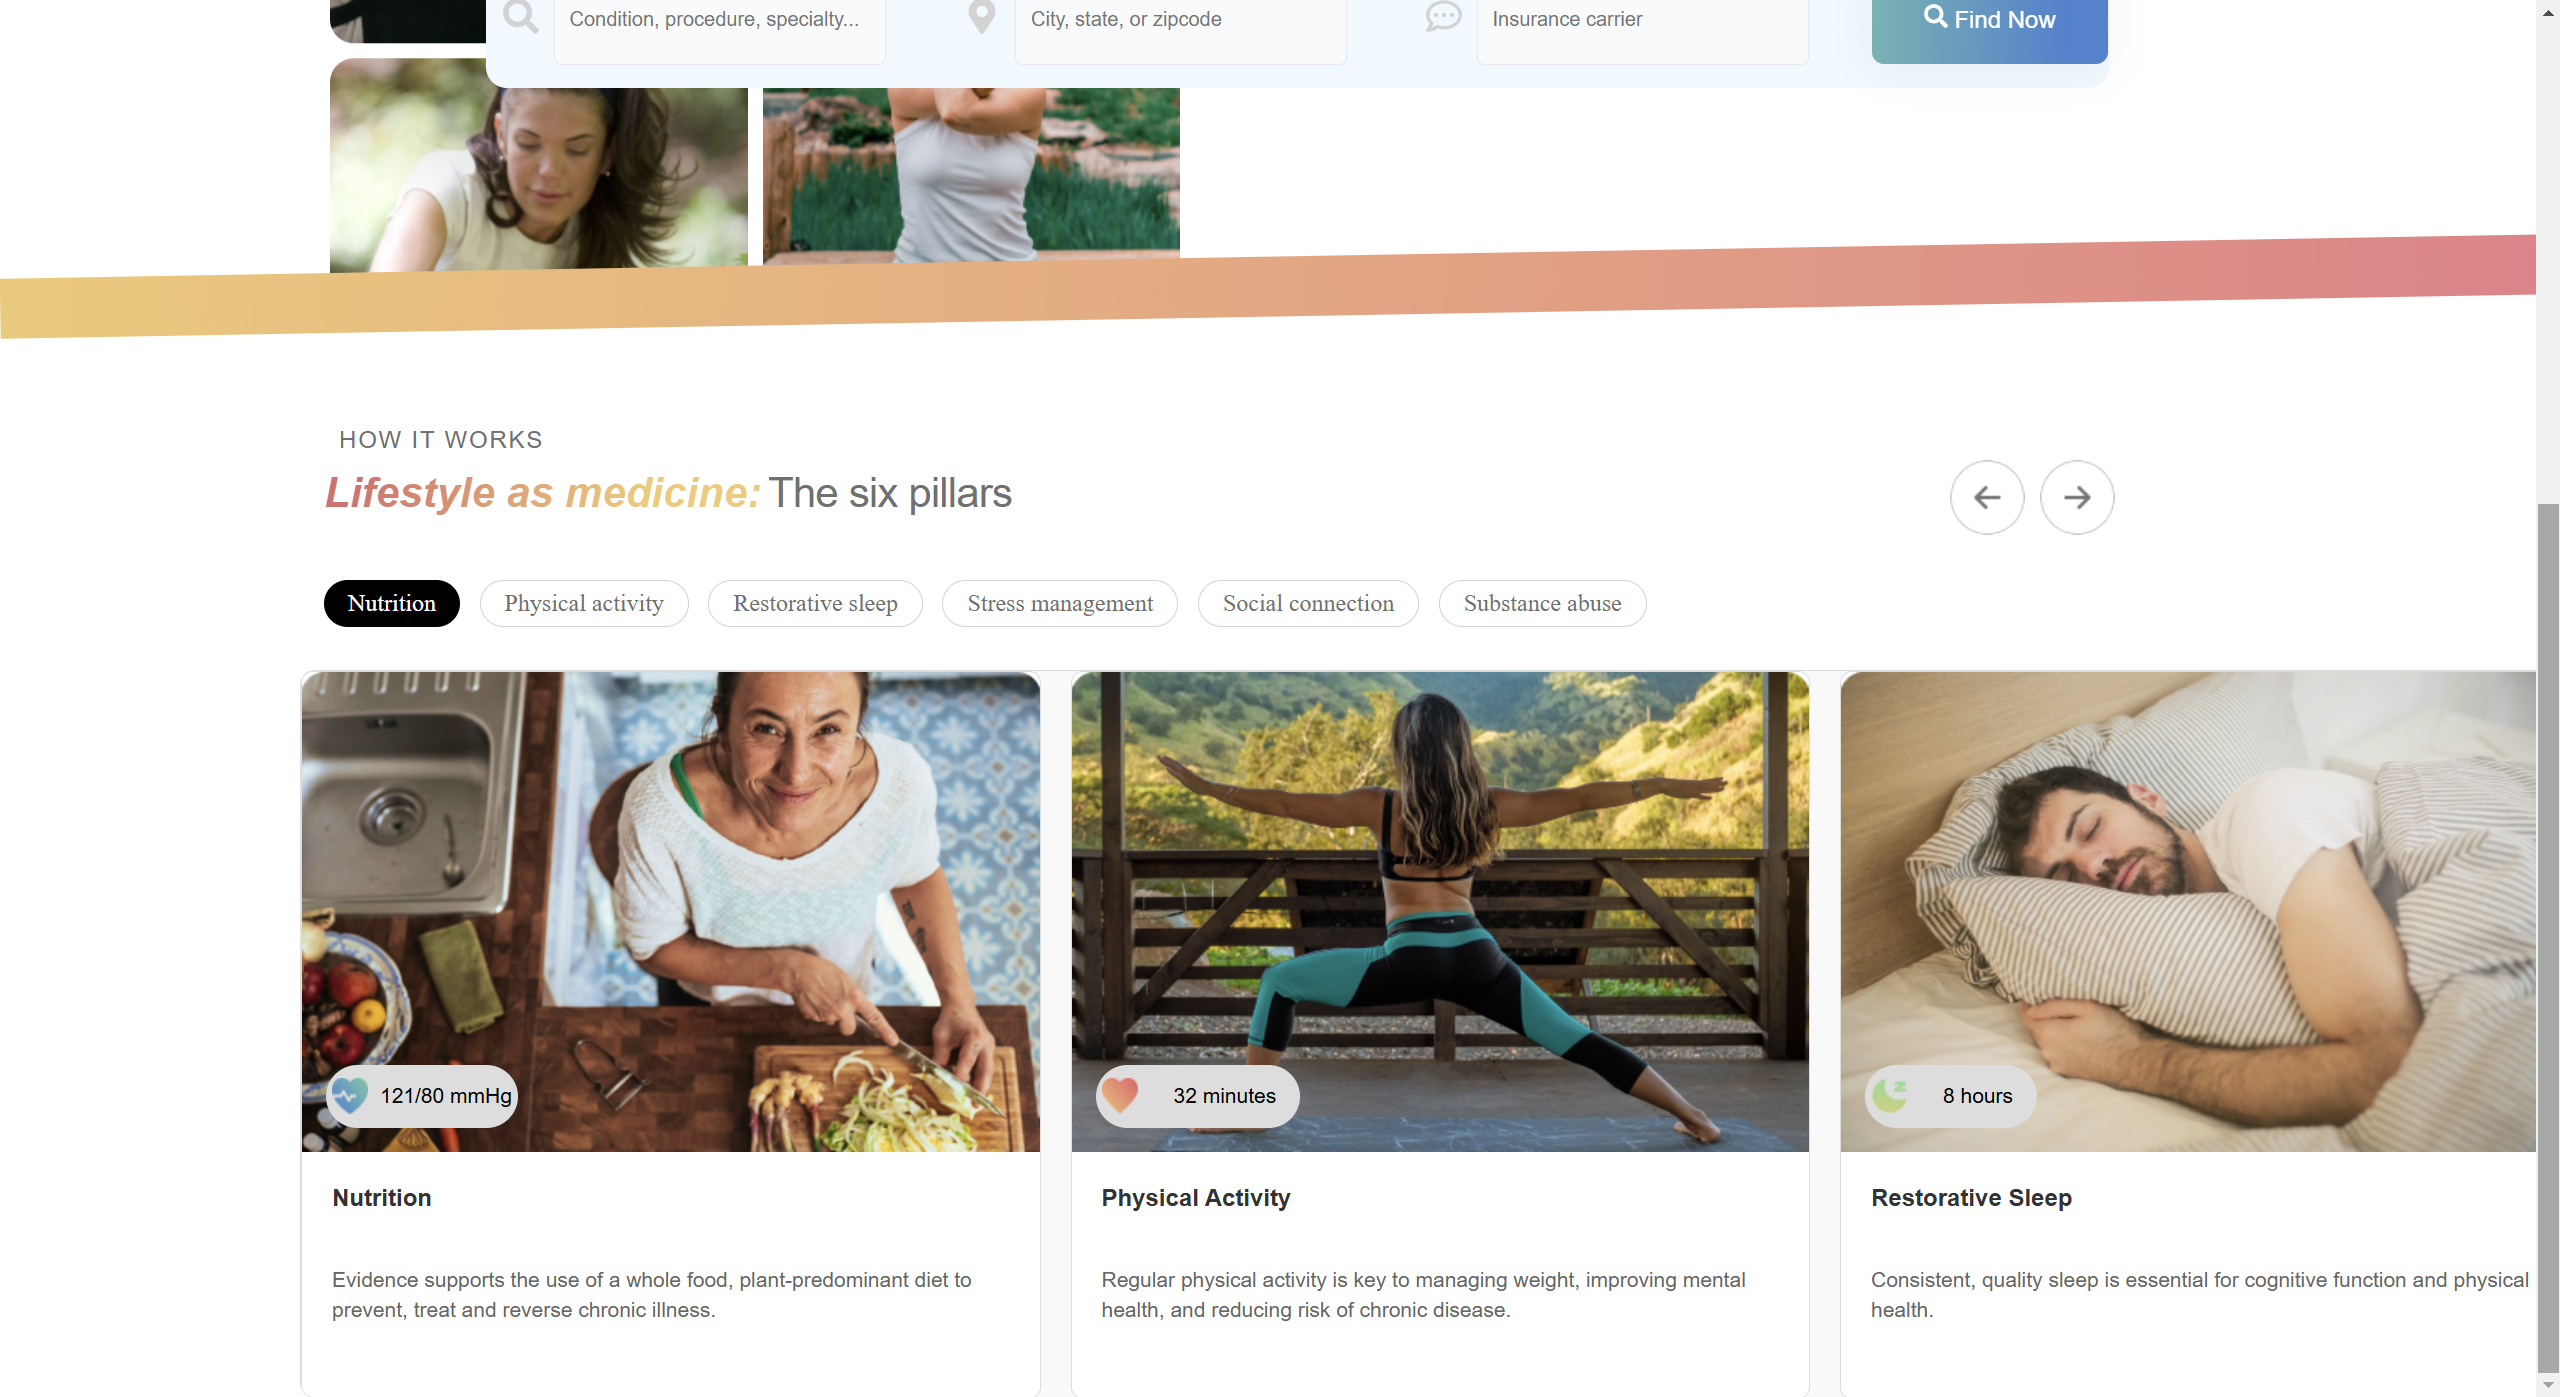 Condition, procedure, specialty...
City, state, or zipcode
Insurance carrier
Find Now
HOW IT WORKS
Lifestyle as medicine: The six pillars
Nutrition
Physical activity
Restorative sleep
Stress management
Social connection
Substance abuse
121/80 mmHg
32 minutes
8 hours
Nutrition
Evidence supports the use of a whole food, plant-predominant diet to
prevent, treat and reverse chronic illness.
Physical Activity
Regular physical activity is key to managing weight, improving mental
health, and reducing risk of chronic disease.
Restorative Sleep
Consistent, quality sleep is essential for cognitive function and physical
health.